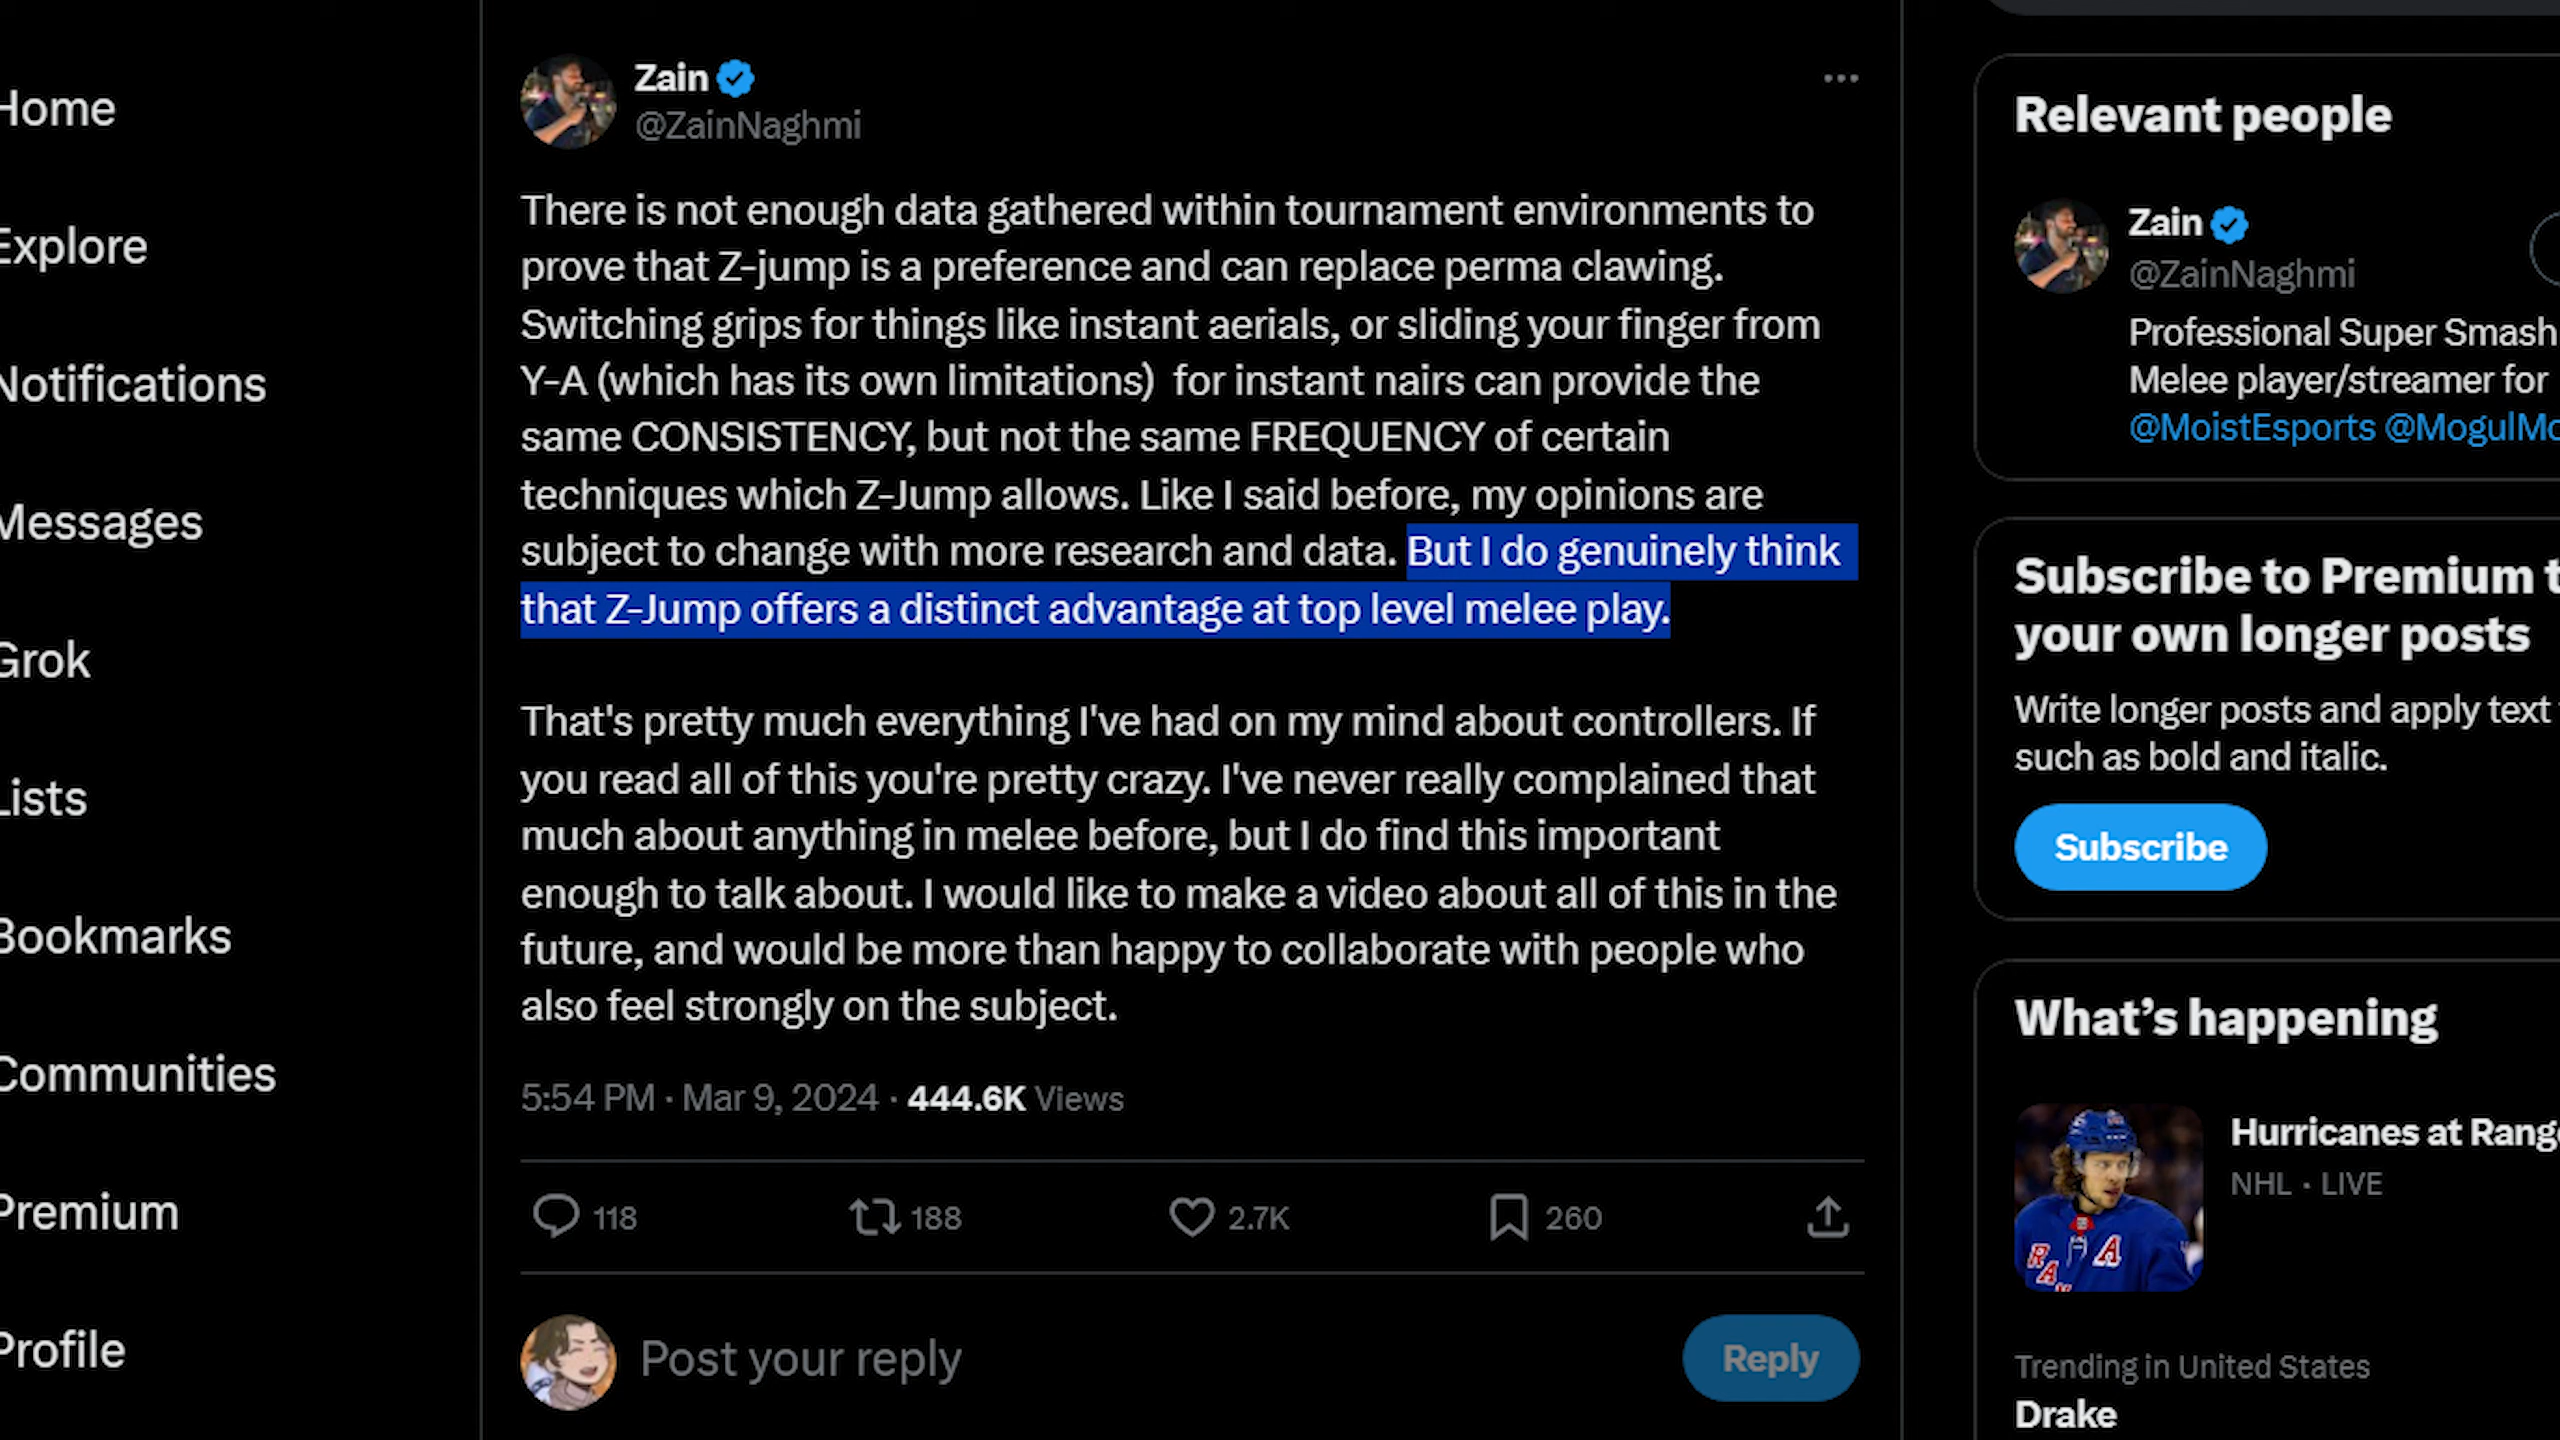 Home
Explore
Notifications
Messages
Grok
Lists
Bookmarks
Communities
Premium
Profile
Zain
@ZainNaghmi
There is not enough data gathered within tournament environments to
prove that Z-jump is a preference and can replace perma clawing.
Switching grips for things like instant aerials, or sliding your finger from
Y-A (which has its own limitations)  for instant nairs can provide the
same CONSISTENCY, but not the same FREQUENCY of certain
techniques which Z-Jump allows. Like I said before, my opinions are
subject to change with more research and data. But I do genuinely think
that Z-Jump offers a distinct advantage at top level melee play.
That's pretty much everything I've had on my mind about controllers. If
you read all of this you're pretty crazy. I've never really complained that
much about anything in melee before, but I do find this important
enough to talk about. I would like to make a video about all of this in the
future, and would be more than happy to collaborate with people who
also feel strongly on the subject.
5:54 PM · Mar 9, 2024 · 444.6K Views
118 188 2.7K 260
Post your reply
Reply
Relevant people
Zain
@ZainNaghmi
Professional Super Smash
Melee player/streamer for
@MoistEsports @MogulMo
Subscribe to Premium t
your own longer posts
Write longer posts and apply text
such as bold and italic.
Subscribe
What's happening
Hurricanes at Rang
NHL · LIVE
Trending in United States
Drake